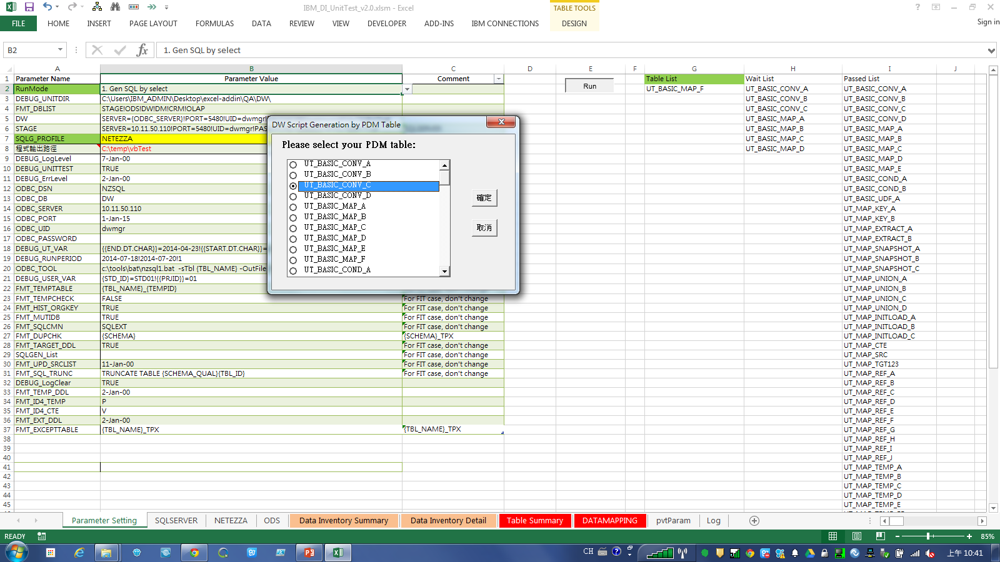 IBM_DI_UnitTest_v2.0.xlsm - Excel
TABLE TOOLS
FILE HOME INSERT PAGE LAYOUT FORMULAS DATA REVIEW VIEW DEVELOPER ADD-INS IBM CONNECTIONS DESIGN Sign in
B2 fx 1. Gen SQL by select
A B C D E F G H I J
1 Parameter Name Parameter Value Comment Table List Wait List Passed List
2 RunMode 1. Gen SQL by select Run UT_BASIC_MAP_F UT_BASIC_CONV_A UT_BASIC_CONV_A
3 DEBUG_UNITDIR C:\Users\IBM_ADMIN\Desktop\excel-addin\QA\DW\ UT_BASIC_CONV_B UT_BASIC_CONV_B
4 FMT_DBLIST STAGE!ODS!DW!DM!CRM!OLAP UT_BASIC_CONV_C UT_BASIC_CONV_C
5 DW SERVER={ODBC_SERVER}!PORT=5480!UID=dwmgr! UT_BASIC_MAP_A UT_BASIC_CONV_D
6 STAGE SERVER=10.11.50.110!PORT=5480!UID=dwmgr!PAS UT_BASIC_MAP_B UT_BASIC_MAP_A
7 SQLG_PROFILE NETEZZA UT_BASIC_MAP_C UT_BASIC_MAP_B
8 程式輸出路徑 C:\temp\vbTest UT_BASIC_MAP_D UT_BASIC_MAP_C
9 DEBUG_LogLevel 7-Jan-00 UT_BASIC_MAP_D
10 DEBUG_UNITTEST TRUE UT_BASIC_MAP_E
11 DEBUG_ErrLevel 2-Jan-00 UT_BASIC_COND_A
12 ODBC_DSN NZSQL UT_BASIC_COND_B
13 ODBC_DB DW UT_BASIC_UDF_A
14 ODBC_SERVER 10.11.50.110 UT_MAP_KEY_A
15 ODBC_PORT 1-Jan-15 UT_MAP_KEY_B
16 ODBC_UID dwmgr UT_MAP_EXTRACT_A
17 ODBC_PASSWORD UT_MAP_EXTRACT_B
18 DEBUG_UT_VAR {{END.DT.CHAR}}=2014-04-23!{{START.DT.CHAR}}= UT_MAP_SNAPSHOT_A
19 DEBUG_RUNPERIOD 2014-07-18!2014-07-20!1 UT_MAP_SNAPSHOT_B
20 ODBC_TOOL c:\tools\bat\nzsql1.bat -sTbl {TBL_NAME} -OutFile UT_MAP_SNAPSHOT_C
21 DEBUG_USER_VAR {STD_ID}=STD01!{{PRJID}}=01 UT_MAP_UNION_A
22 FMT_TEMPTABLE {TBL_NAME}_{TEMPID} For FIT case, don't change UT_MAP_UNION_B
23 FMT_TEMPCHECK FALSE For FIT case, don't change UT_MAP_UNION_C
24 FMT_HIST_ORGKEY TRUE For FIT case, don't change UT_MAP_UNION_D
25 FMT_MUTIDB TRUE For FIT case, don't change UT_MAP_INITLOAD_A
26 FMT_SQLCMN SQLEXT For FIT case, don't change UT_MAP_INITLOAD_B
27 FMT_DUPCHK {SCHEMA} {SCHEMA}_TPX UT_MAP_INITLOAD_C
28 FMT_TARGET_DDL TRUE For FIT case, don't change UT_MAP_CTE
29 SQLGEN_List For FIT case, don't change UT_MAP_SRC
30 FMT_UPD_SRCLIST 11-Jan-00 For FIT case, don't change UT_MAP_TGT123
31 FMT_SQL_TRUNC TRUNCATE TABLE {SCHEMA_QUAL}{TBL_ID} For FIT case, don't change UT_MAP_REF_A
32 DEBUG_LogClear TRUE UT_MAP_REF_B
33 FMT_TEMP_DDL 2-Jan-00 UT_MAP_REF_C
34 FMT_ID4_TEMP P UT_MAP_REF_D
35 FMT_ID4_CTE V UT_MAP_REF_E
36 FMT_EXT_DDL 2-Jan-00 UT_MAP_REF_F
37 FMT_EXCEPTTABLE {TBL_NAME}_TPX {TBL_NAME}_TPX UT_MAP_REF_G
38 UT_MAP_REF_H
39 UT_MAP_REF_I
40 UT_MAP_REF_J
41 UT_MAP_TEMP_A
42 UT_MAP_TEMP_B
43 UT_MAP_TEMP_C
44 UT_MAP_TEMP_D
45 UT_MAP_TEMP_E
DW Script Generation by PDM Table
Please select your PDM table:
UT_BASIC_CONV_A
UT_BASIC_CONV_B
UT_BASIC_CONV_C
UT_BASIC_CONV_D
UT_BASIC_MAP_A
UT_BASIC_MAP_B
UT_BASIC_MAP_C
UT_BASIC_MAP_D
UT_BASIC_MAP_E
UT_BASIC_MAP_F
UT_BASIC_COND_A
確定
取消
Parameter Setting SQLSERVER NETEZZA ODS Data Inventory Summary Data Inventory Detail Table Summary DATAMAPPING pvtParam Log
READY 85%
CH 上午 10:41